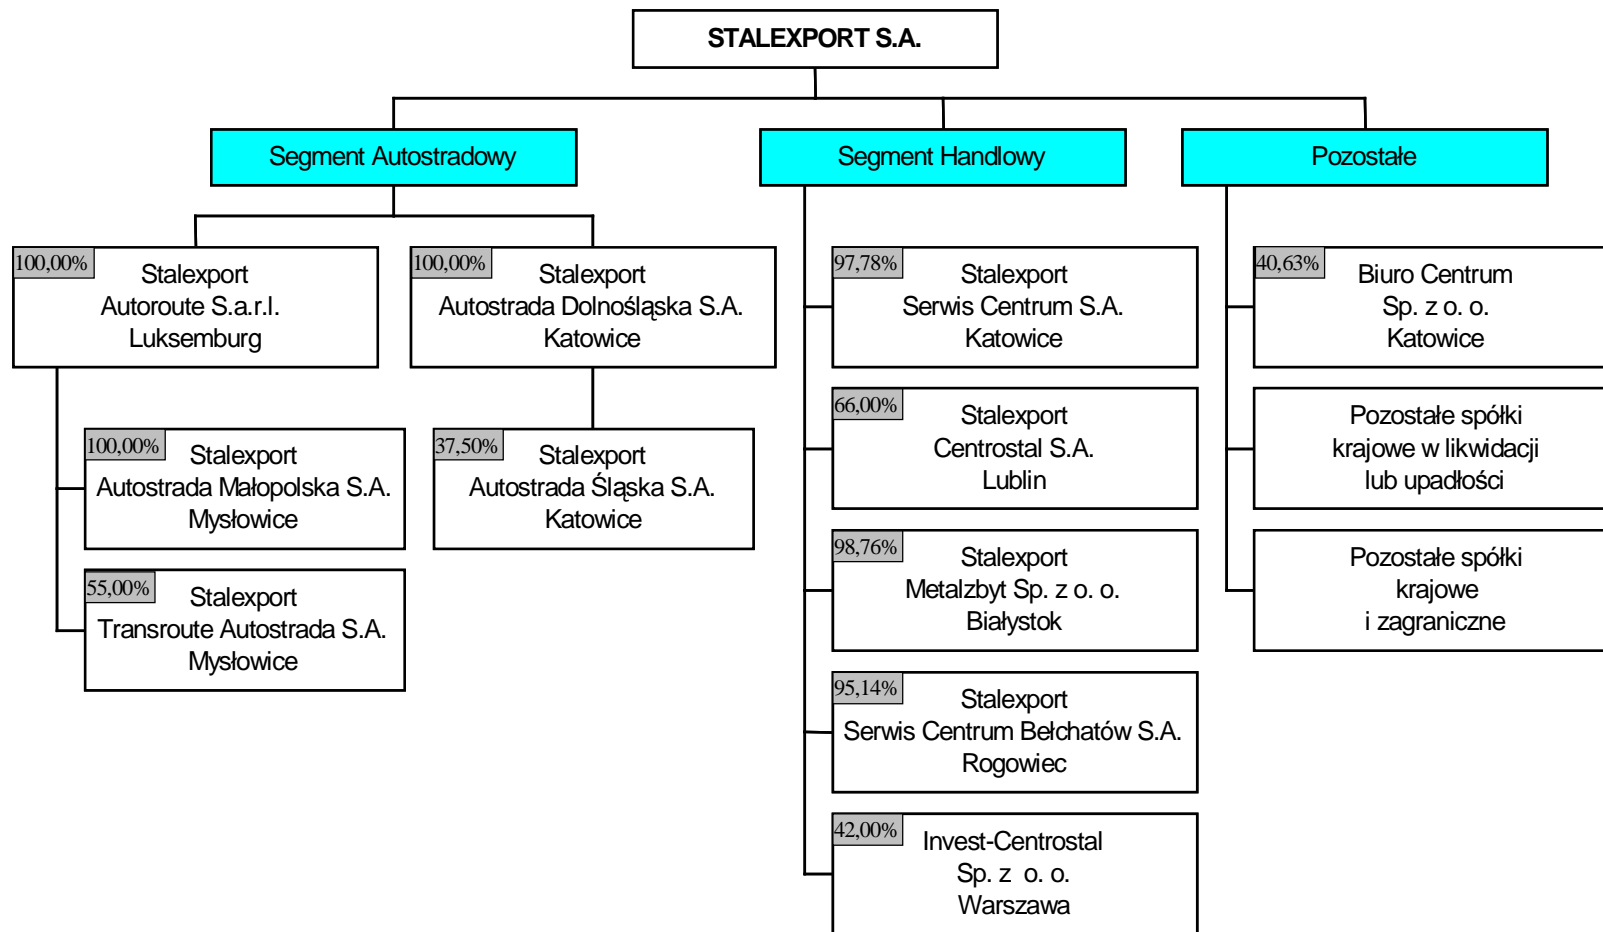 STALEXPORT S.A.
Segment Autostradowy
Segment Handlowy
Pozostałe
100,00%
Stalexport
Autoroute S.a.r.l.
Luksemburg
100,00%
Stalexport
Autostrada Dolnośląska S.A.
Katowice
97,78%
Stalexport
Serwis Centrum S.A.
Katowice
40,63%
Biuro Centrum
Sp. z o. o.
Katowice
66,00%
Stalexport
Centrostal S.A.
Lublin
Pozostałe spółki
krajowe w likwidacji
lub upadłości
100,00%
Stalexport
Autostrada Małopolska S.A.
Mysłowice
37,50%
Stalexport
Autostrada Śląska S.A.
Katowice
98,76%
Stalexport
Metalzbyt Sp. z o. o.
Białystok
Pozostałe spółki
krajowe
i zagraniczne
55,00%
Stalexport
Transroute Autostrada S.A.
Mysłowice
95,14%
Stalexport
Serwis Centrum Bełchatów S.A.
Rogowiec
42,00%
Invest-Centrostal
Sp. z o. o.
Warszawa